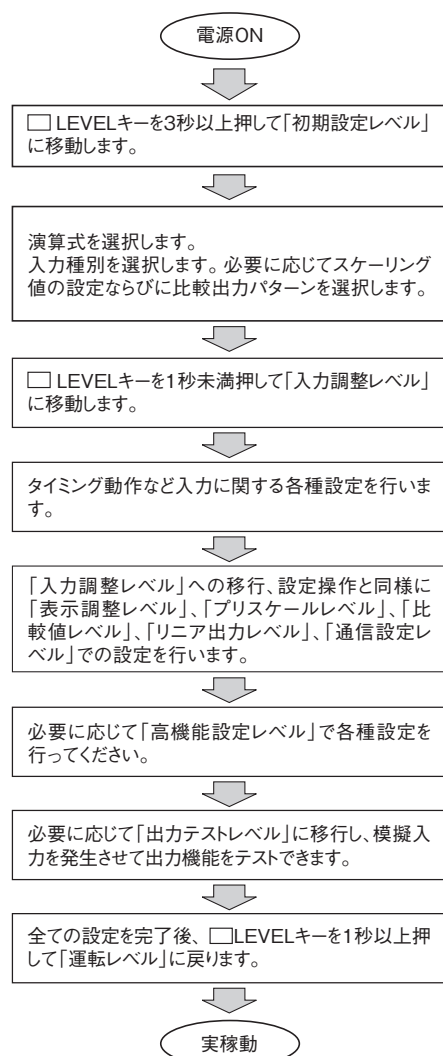 電源ON
□ LEVELキーを3秒以上押して「初期設定レベル」
に移動します。
演算式を選択します。
入力種別を選択します。必要に応じてスケーリング
値の設定ならびに比較出力パターンを選択します。
□ LEVELキーを1秒未満押して「入力調整レベル」
に移動します。
タイミング動作など入力に関する各種設定を行いま
す。
「入力調整レベル」への移行、設定操作と同様に
「表示調整レベル」、「プリスケールレベル」、「比
較値レベル」、「リニア出力レベル」、「通信設定レ
ベル」での設定を行います。
必要に応じて「高機能設定レベル」で各種設定を
行ってください。
必要に応じて「出力テストレベル」に移行し、模擬入
力を発生させて出力機能をテストできます。
全ての設定を完了後、□LEVELキーを1秒以上押
して「運転レベル」に戻ります。
実稼動